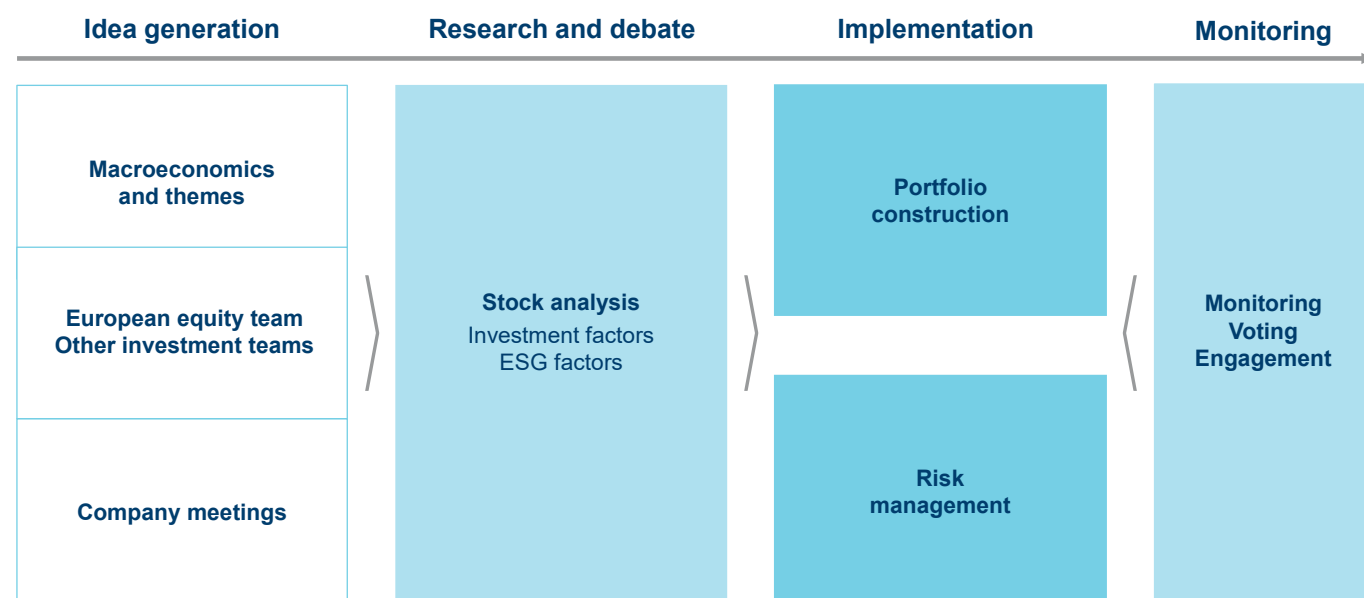 Idea generation
Research and debate
Implementation
Monitoring
Macroeconomics
and themes
European equity team
Other investment teams
Company meetings
Stock analysis
Investment factors
ESG factors
Portfolio
construction
Risk
management
Monitoring
Voting
Engagement